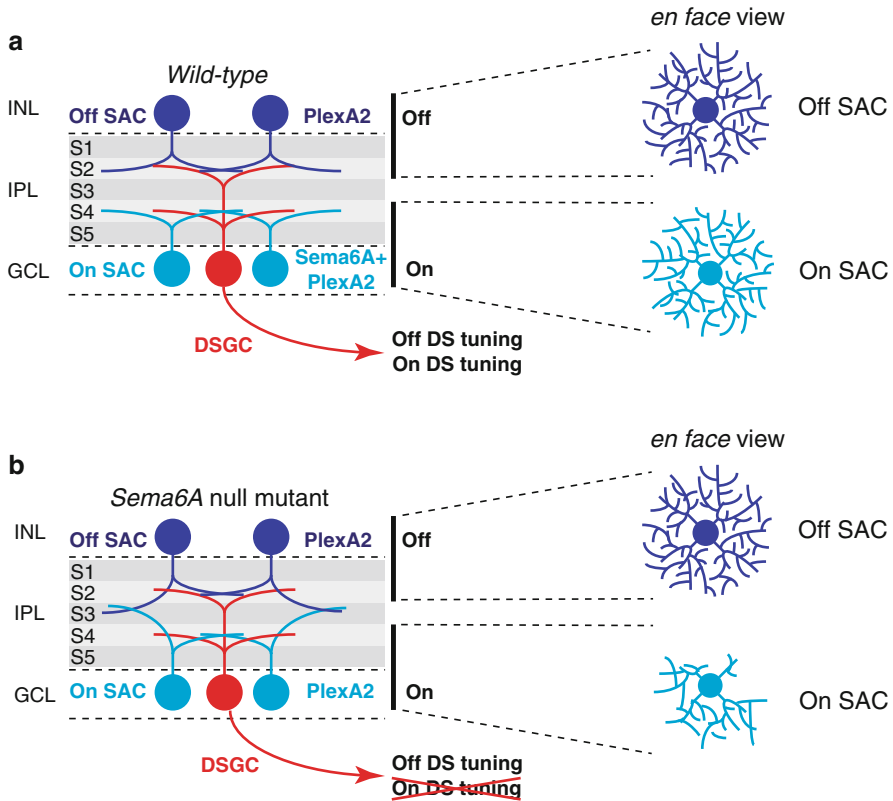 a
en face view
Wild-type
INL
Off SAC
PlexA2
Off
Off SAC
S1
S2
IPL
S3
S4
S5
GCL
On SAC
Sema6A+
PlexA2
On
On SAC
DSGC
Off DS tuning
On DS tuning
b
en face view
Sema6A null mutant
INL
Off SAC
PlexA2
Off
Off SAC
S1
S2
IPL
S3
S4
S5
GCL
On SAC
PlexA2
On
On SAC
DSGC
Off DS tuning
On DS tuning